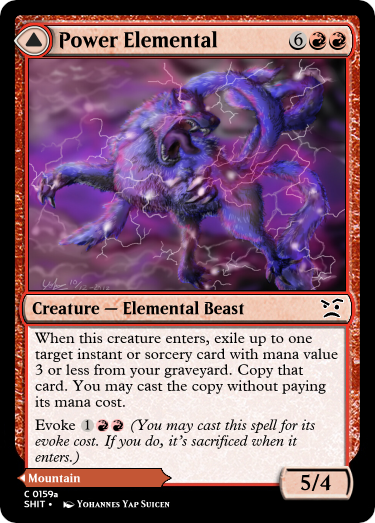 Power Elemental 6
Creature — Elemental Beast
When this creature enters, exile up to one
target instant or sorcery card with mana value
3 or less from your graveyard. Copy that
card. You may cast the copy without paying
its mana cost.
Evoke 1 (You may cast this spell for its
evoke cost. If you do, it's sacrificed when it
enters.)
Mountain
5/4
C 0159a
SHIT • Yohannes Yap Suicen